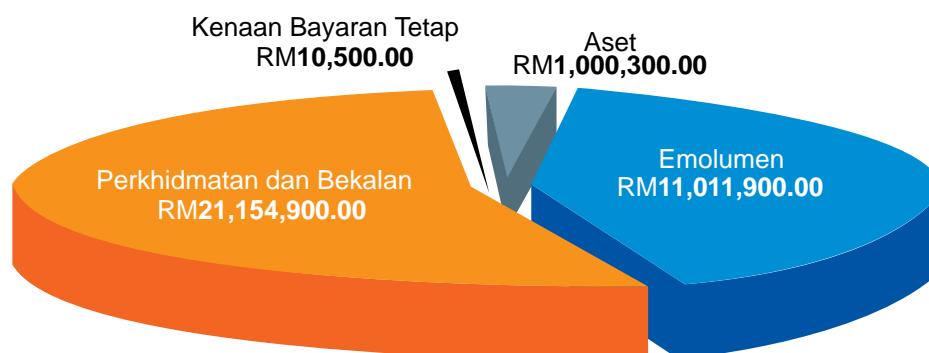 Kenaan Bayaran Tetap
RM10,500.00
Aset
RM1,000,300.00
Emolumen
RM11,011,900.00
Perkhidmatan dan Bekalan
RM21,154,900.00